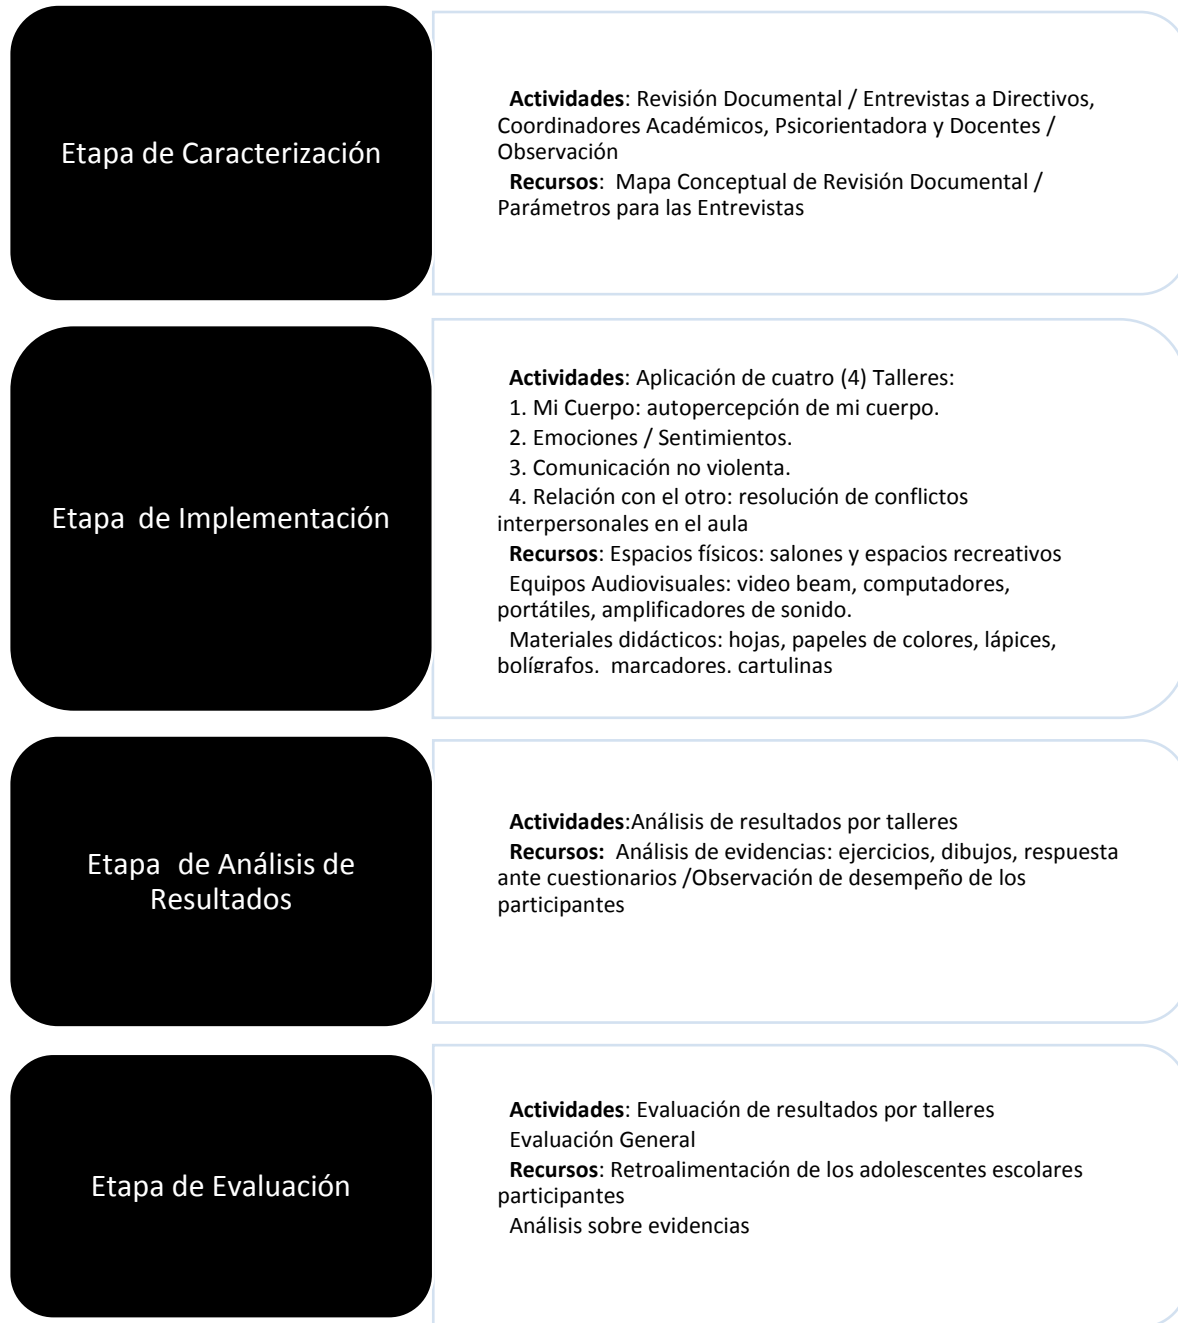 Etapa de Caracterización
Actividades: Revisión Documental / Entrevistas a Directivos,
Coordinadores Académicos, Psicorientadora y Docentes /
Observación
Recursos:  Mapa Conceptual de Revisión Documental /
Parámetros para las Entrevistas
Etapa  de Implementación
Actividades: Aplicación de cuatro (4) Talleres:
1. Mi Cuerpo: autopercepción de mi cuerpo.
2. Emociones / Sentimientos.
3. Comunicación no violenta.
4. Relación con el otro: resolución de conflictos
interpersonales en el aula
Recursos: Espacios físicos: salones y espacios recreativos
Equipos Audiovisuales: video beam, computadores,
portátiles, amplificadores de sonido.
Materiales didácticos: hojas, papeles de colores, lápices,
bolígrafos,  marcadores, cartulinas
Etapa  de Análisis de
Resultados
Actividades:Análisis de resultados por talleres
Recursos:  Análisis de evidencias: ejercicios, dibujos, respuesta
ante cuestionarios /Observación de desempeño de los
participantes
Etapa de Evaluación
Actividades: Evaluación de resultados por talleres
Evaluación General
Recursos: Retroalimentación de los adolescentes escolares
participantes
Análisis sobre evidencias